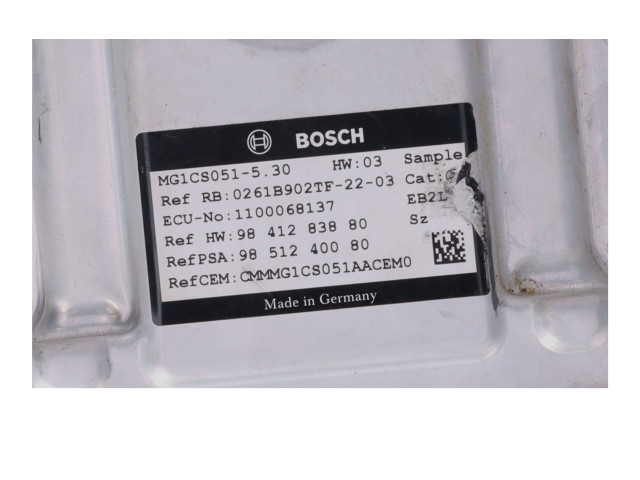 BOSCH
MG1CS051-5.30 HW:03 Sample
Ref RB:0261B902TF-22-03 Cat:
ECU-No:1100068137 EB2L
Ref HW:98 412 838 80 Sz
RefPSA:98 512 400 80
RefCEM:CMMMG1CS051AACEM0
Made in Germany